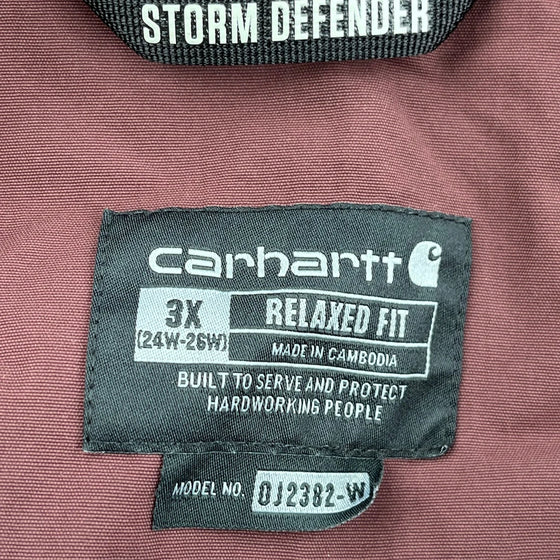 STORM DEFENDER
carhartt
3X RELAXED FIT
(24W-26W) MADE IN CAMBODIA
BUILT TO SERVE AND PROTECT
HARDWORKING PEOPLE
MODEL NO. OJ2382-W